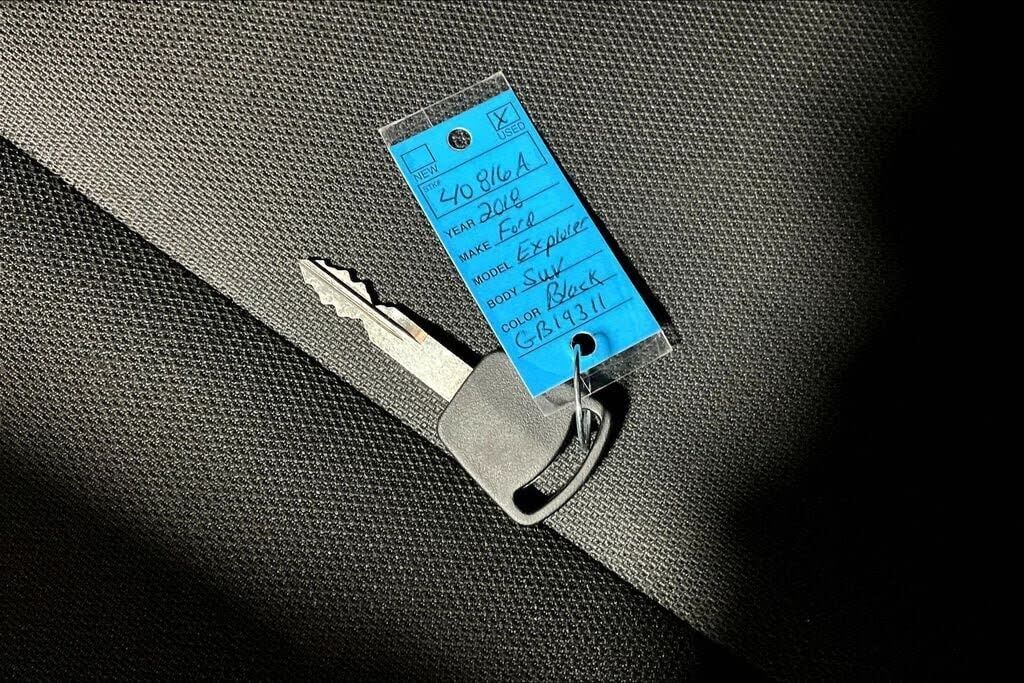 X
NEW USED
STK# 40816A
YEAR 2018
MAKE Ford
MODEL Explorer
BODY SUV
COLOR Black
GB19311